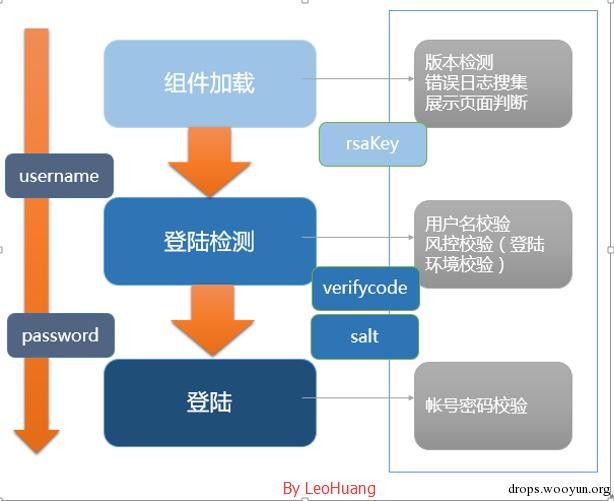 组件加载
版本检测
错误日志搜集
展示页面判断
rsaKey
username
登陆检测
用户名校验
风控校验（登陆
环境校验）
verifycode
salt
password
登陆
帐号密码校验
By LeoHuang
drops.wooyun.org